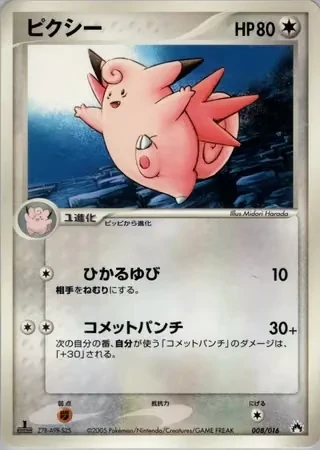 ピクシー HP80
Illus.Midori Harada
1進化 ピッピから進化
ひかるゆび 10
相手をねむりにする。
コメットパンチ 30+
次の自分の番、自分が使う「コメットパンチ」のダメージは、
「+30」される。
弱点 抵抗力 にげる
1
©2005 Pokémon/Nintendo/Creatures/GAME FREAK. 008/016